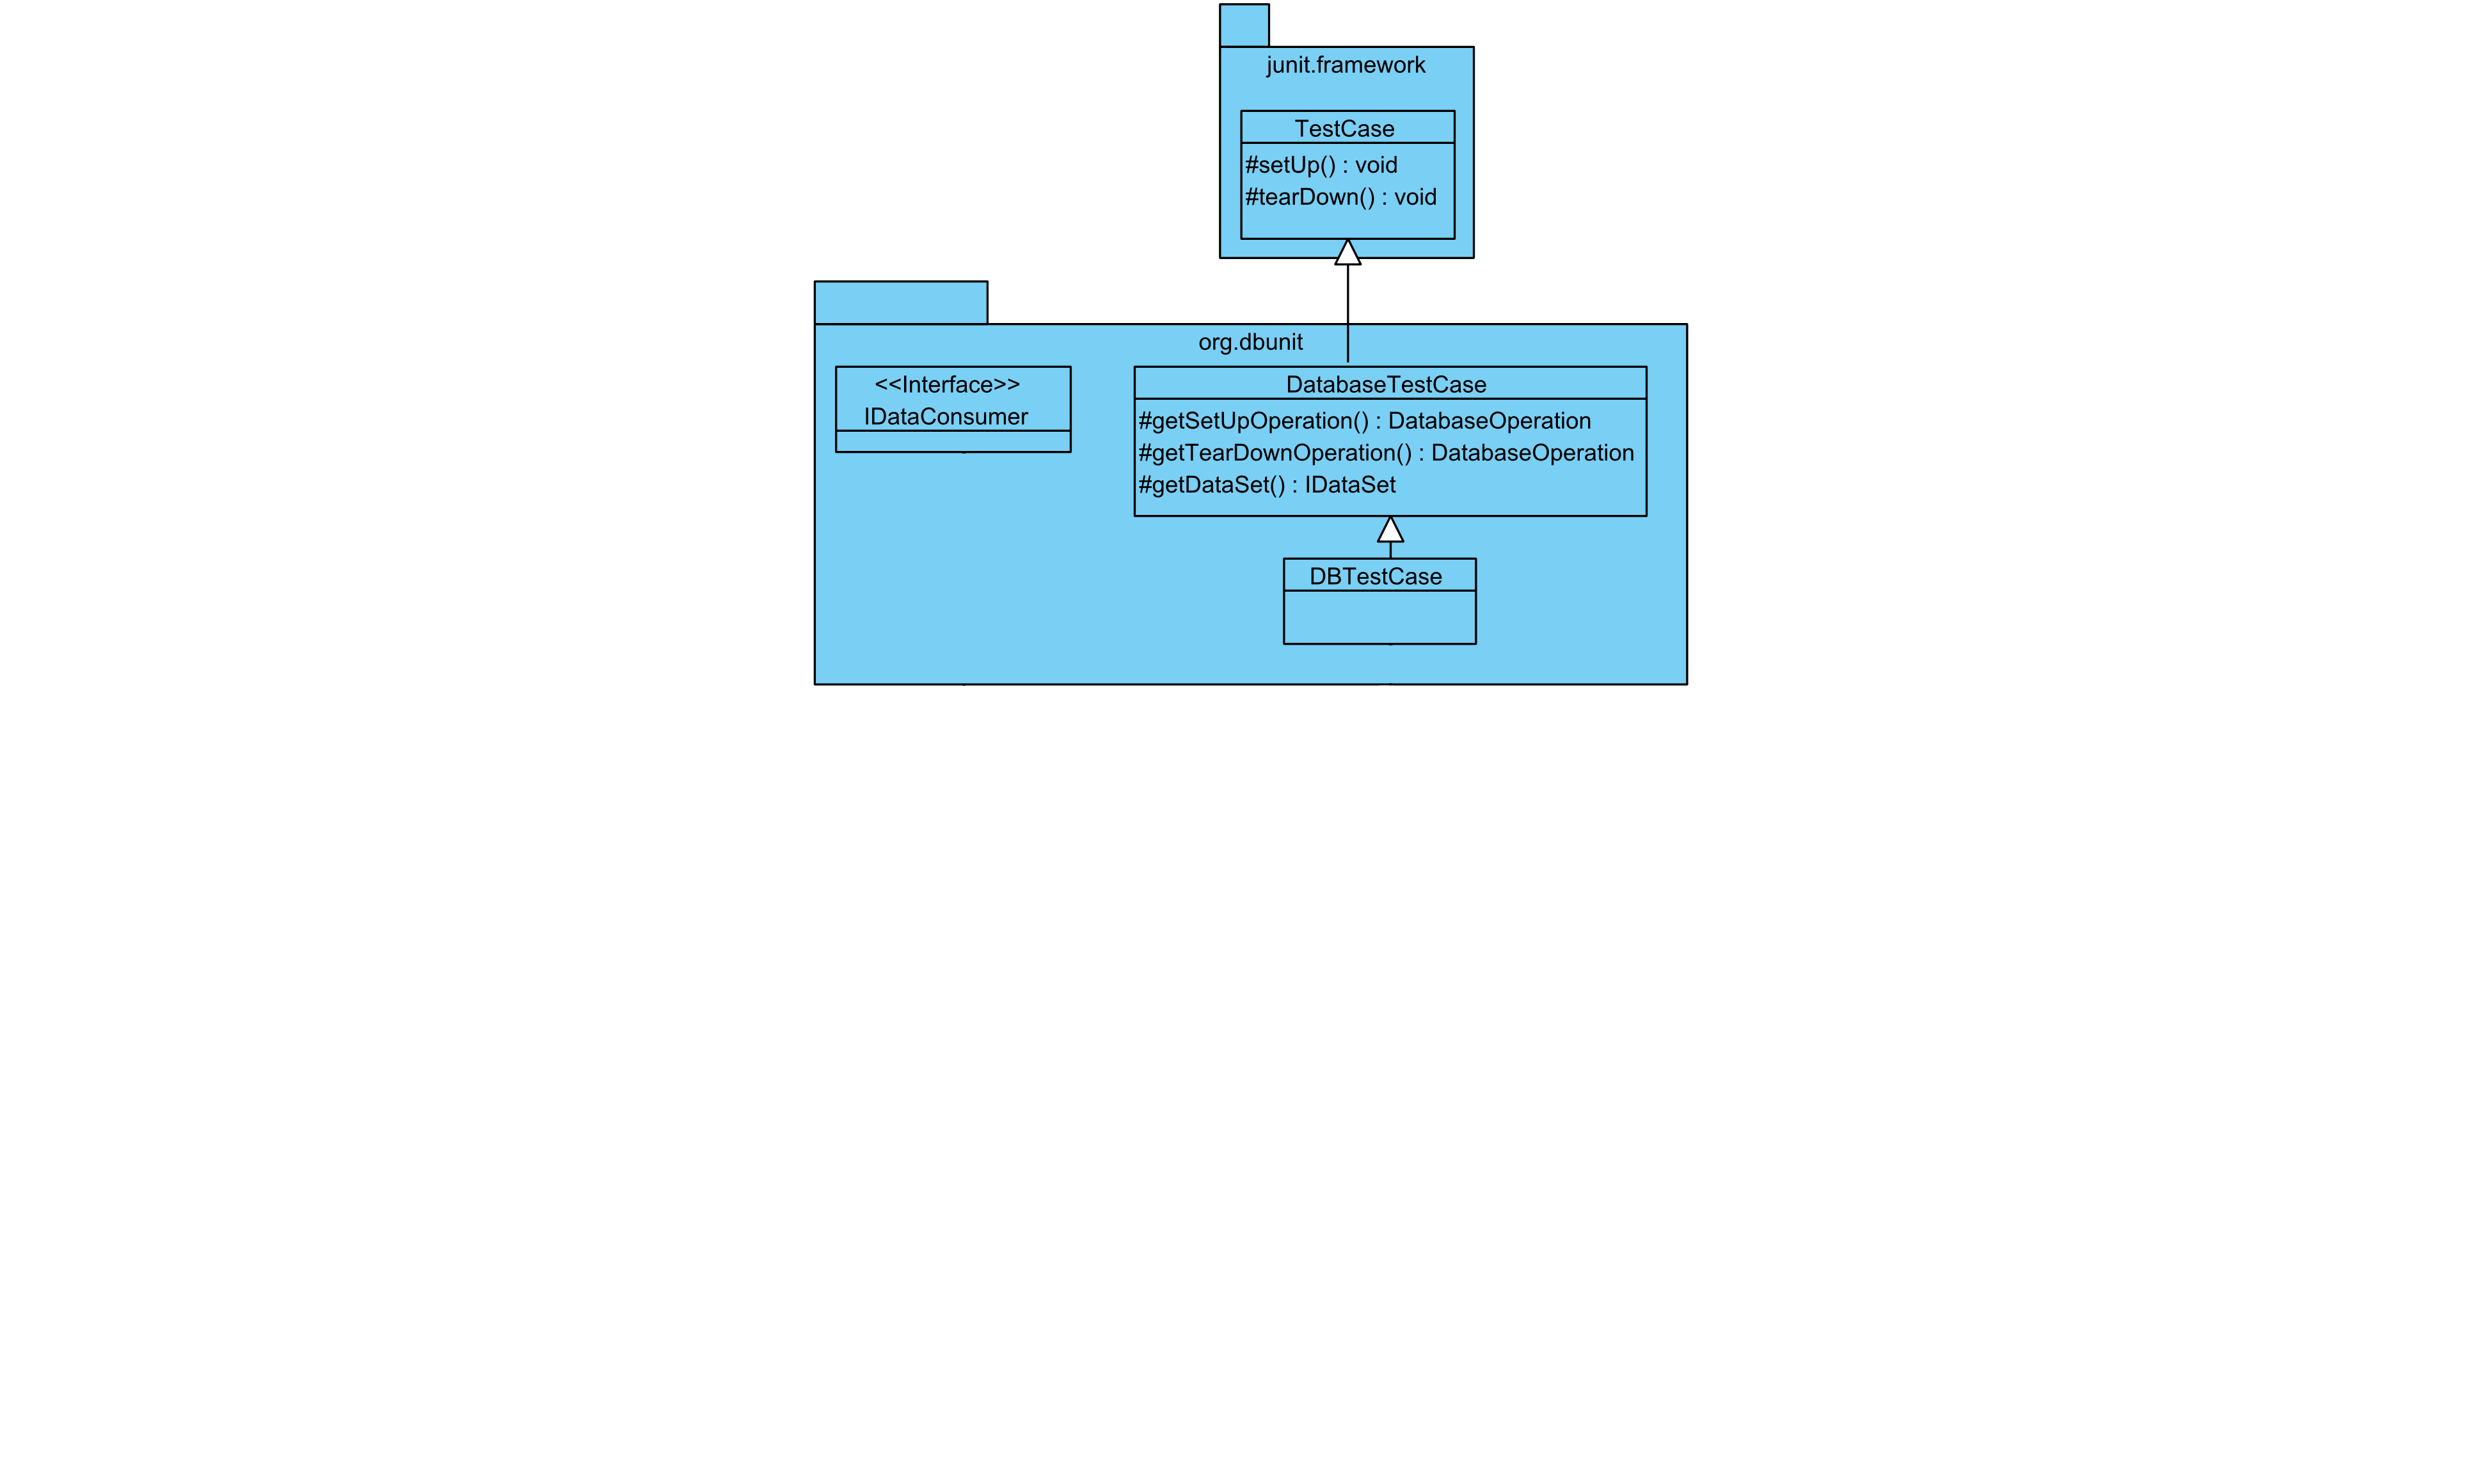 junit.framework
TestCase
#setUp() : void
#tearDown() : void
org.dbunit
<<Interface>>
IDataConsumer
DatabaseTestCase
#getSetUpOperation() : DatabaseOperation
#getTearDownOperation() : DatabaseOperation
#getDataSet() : IDataSet
DBTestCase